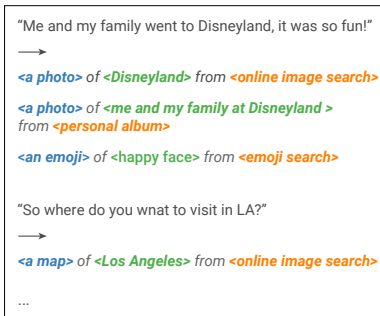 “Me and my family went to Disneyland, it was so fun!”
→
<a photo> of <Disneyland> from <online image search>
<a photo> of <me and my family at Disneyland >
from <personal album>
<an emoji> of <happy face> from <emoji search>
“So where do you wnat to visit in LA?”
→
<a map> of <Los Angeles> from <online image search>
...